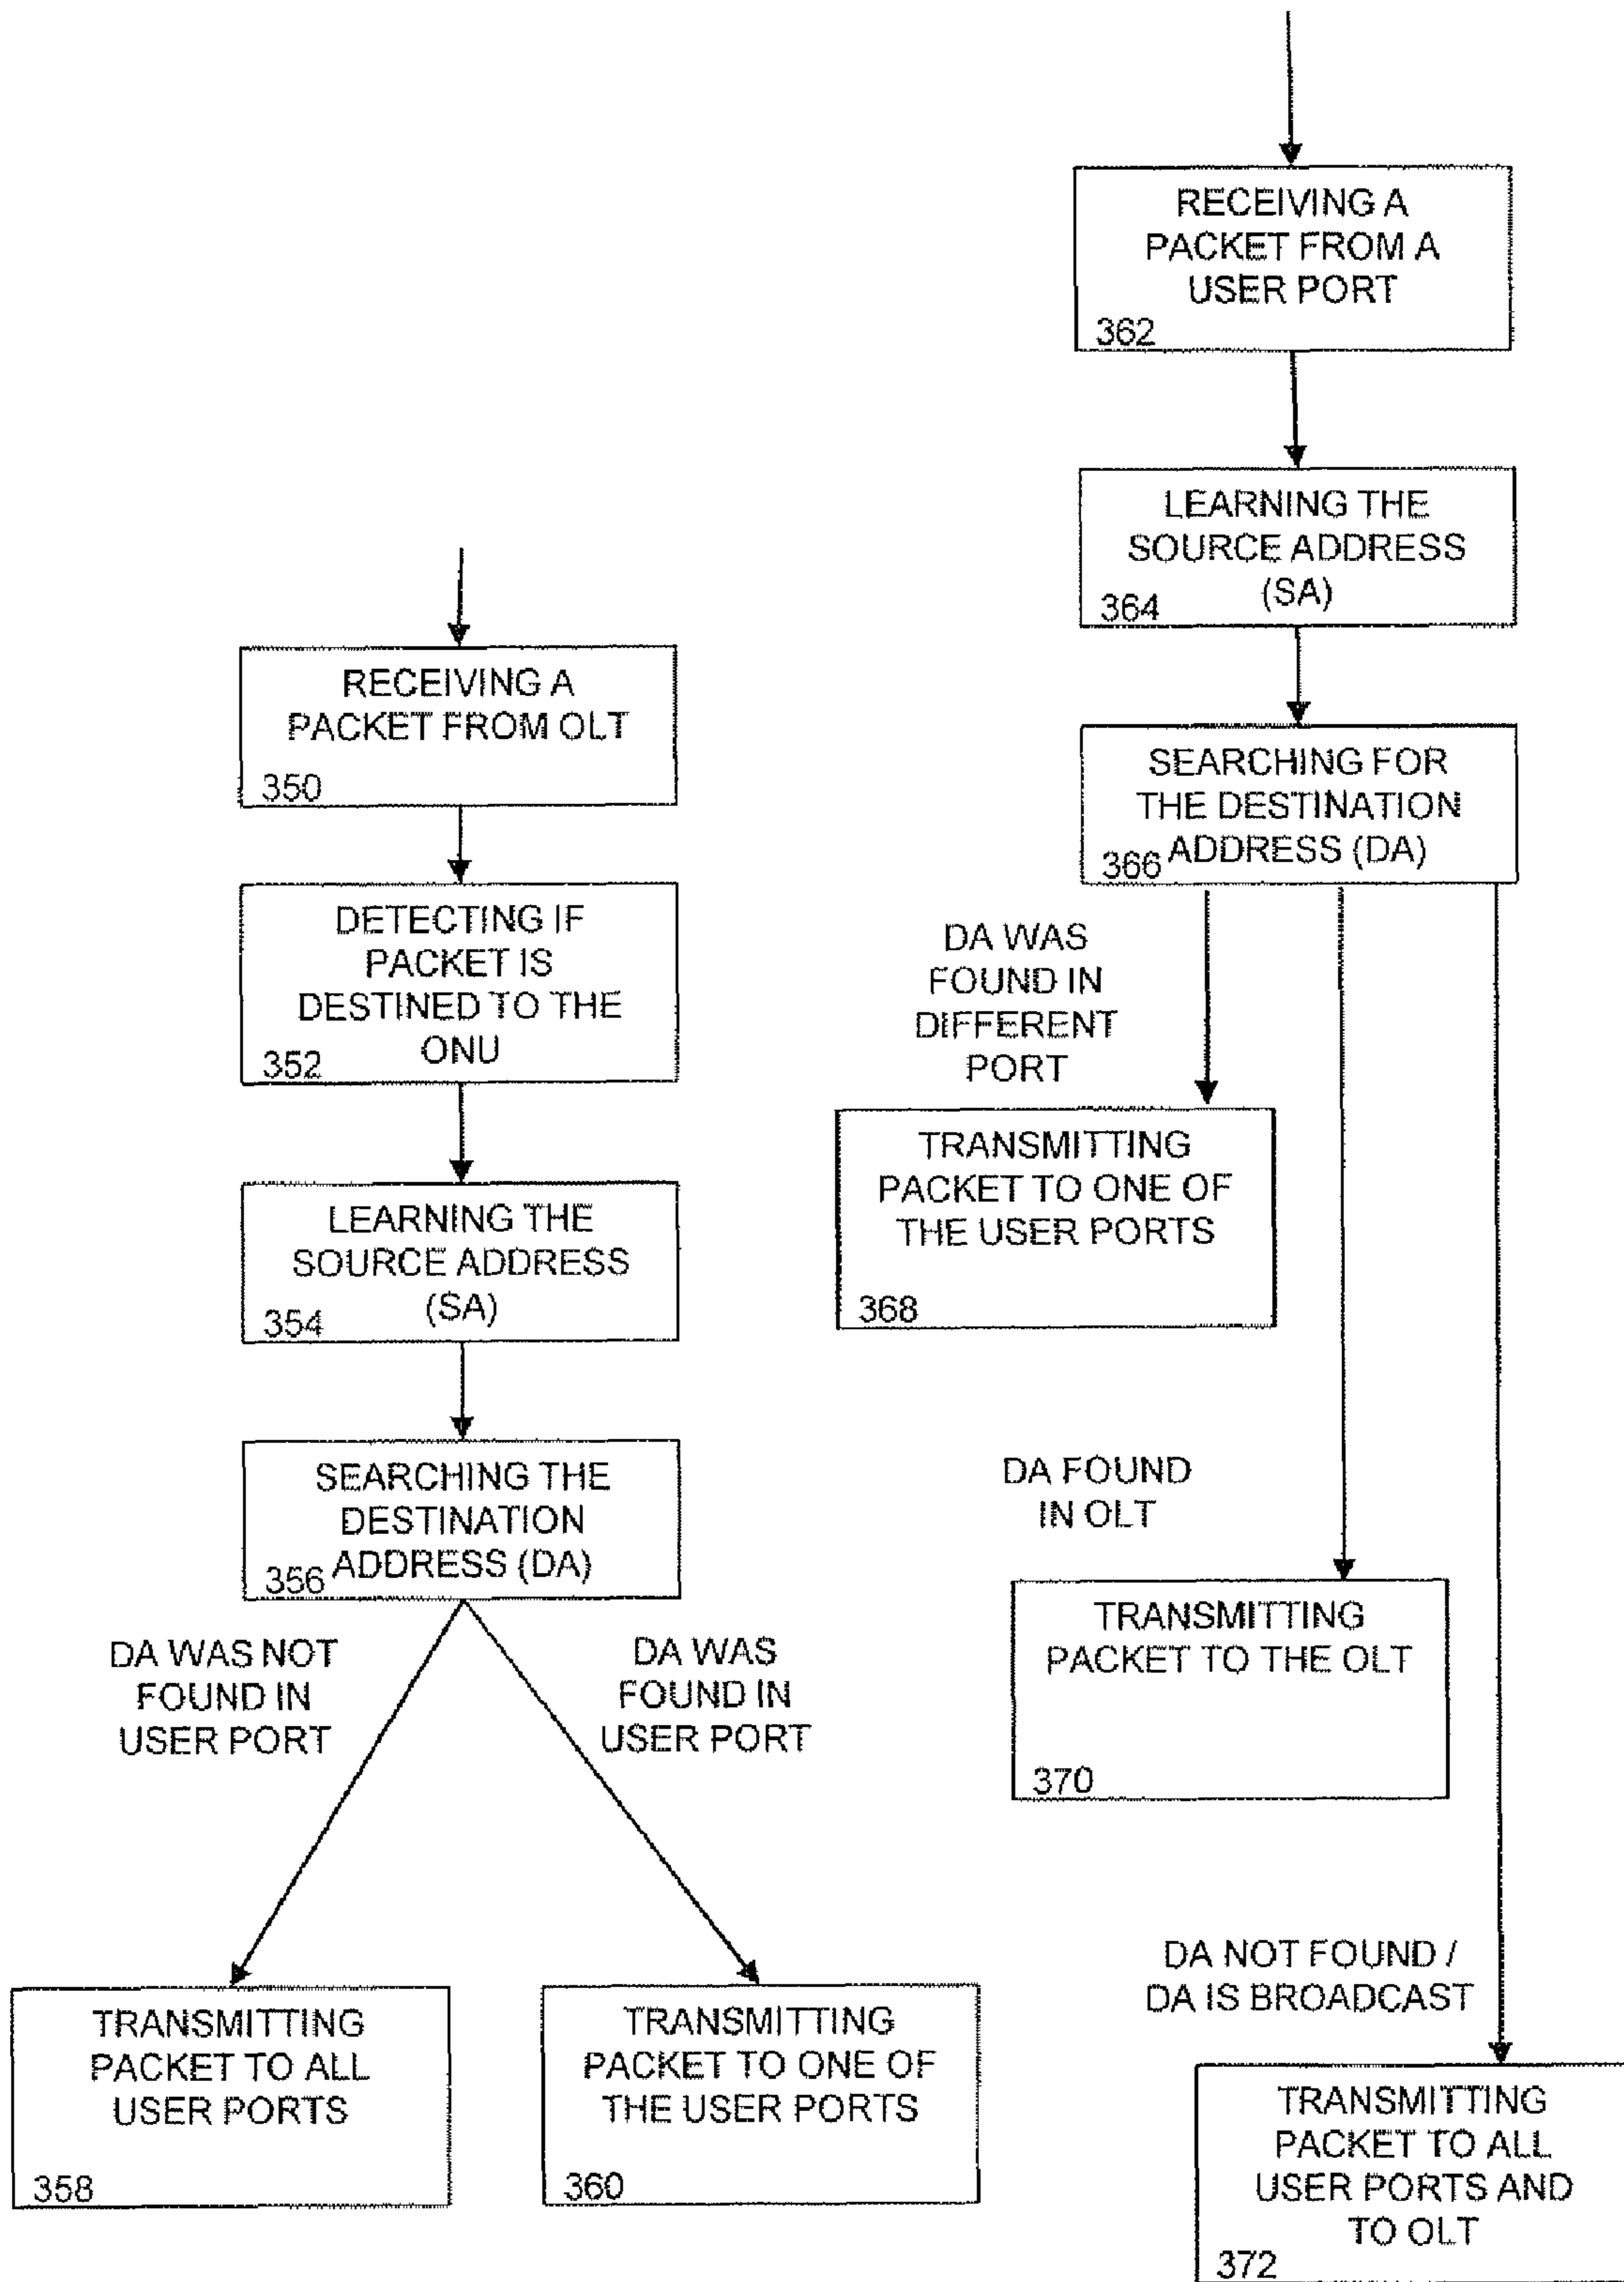 RECEIVING A
PACKET FROM OLT
350
DETECTING IF
PACKET IS
DESTINED TO THE
ONU
352
LEARNING THE
SOURCE ADDRESS
(SA)
354
SEARCHING THE
DESTINATION
ADDRESS (DA)
356
DA WAS NOT
FOUND IN
USER PORT
DA WAS
FOUND IN
USER PORT
TRANSMITTING
PACKET TO ALL
USER PORTS
358
TRANSMITTING
PACKET TO ONE OF
THE USER PORTS
360
RECEIVING A
PACKET FROM A
USER PORT
362
LEARNING THE
SOURCE ADDRESS
(SA)
364
SEARCHING FOR
THE DESTINATION
ADDRESS (DA)
366
DA WAS
FOUND IN
DIFFERENT
PORT
TRANSMITTING
PACKET TO ONE OF
THE USER PORTS
368
DA FOUND
IN OLT
TRANSMITTING
PACKET TO THE OLT
370
DA NOT FOUND /
DA IS BROADCAST
TRANSMITTING
PACKET TO ALL
USER PORTS AND
TO OLT
372